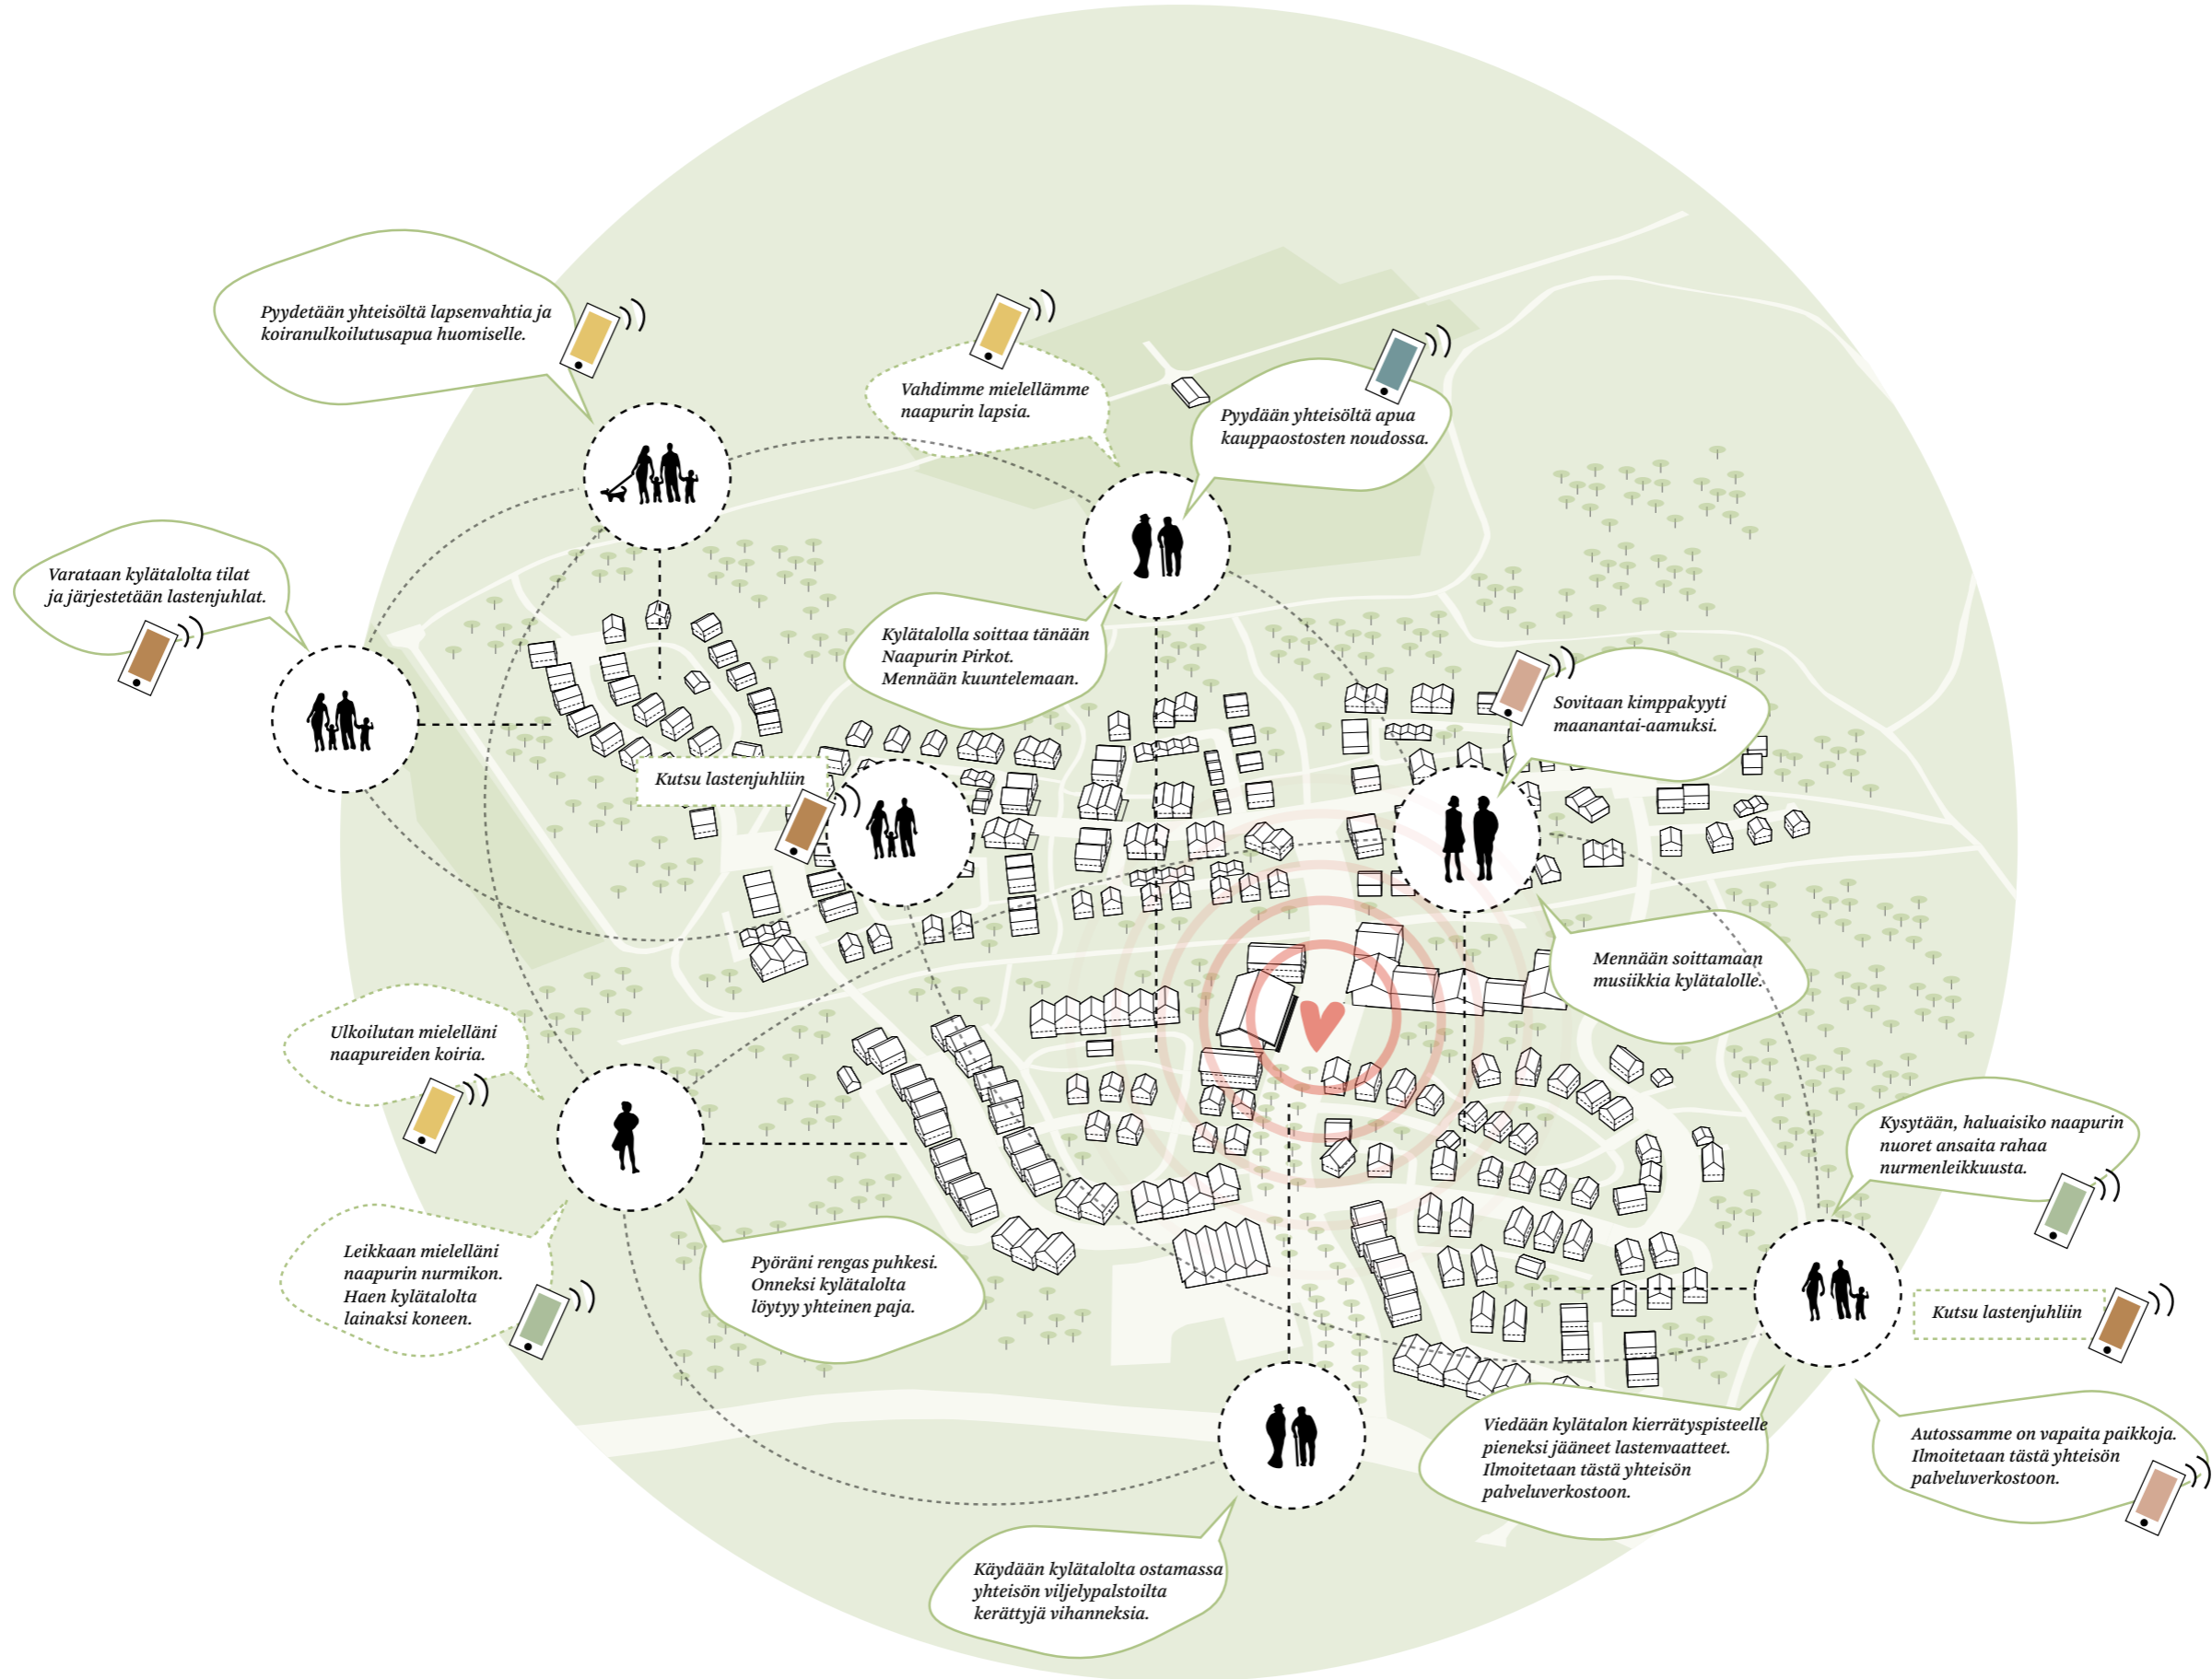 Pyydetään yhteisöltä lapsenvahtia ja
koiranulkoilutusapua huomiselle.
Vahdimme mielellämme
naapurin lapsia.
Pyydään yhteisöltä apua
kauppaostosten noudossa.
Varataan kylätalolta tilat
ja järjestetään lastenjuhlat.
Kylätalolla soittaa tänään
Naapurin Pirkot.
Mennään kuuntelemaan.
Sovitaan kimppakyyti
maanantai-aamuksi.
Kutsu lastenjuhliin
Mennään soittamaan
musiikkia kylätalolle.
Ulkoilutan mielelläni
naapureiden koiria.
Kysytään, haluaisiko naapurin
nuoret ansaita rahaa
nurmenleikkuusta.
Leikkaan mielelläni
naapurin nurmikon.
Haen kylätalolta
lainaksi koneen.
Pyöräni rengas puhkesi.
Onneksi kylätalolta
löytyy yhteinen paja.
Kutsu lastenjuhliin
Viedään kylätalon kierrätyspisteelle
pieneksi jääneet lastenvaatteet.
Ilmoitetaan tästä yhteisön
palveluverkostoon.
Autossamme on vapaita paikkoja.
Ilmoitetaan tästä yhteisön
palveluverkostoon.
Käydään kylätalolta ostamassa
yhteisön viljelypalstoilta
kerättyjä vihanneksia.